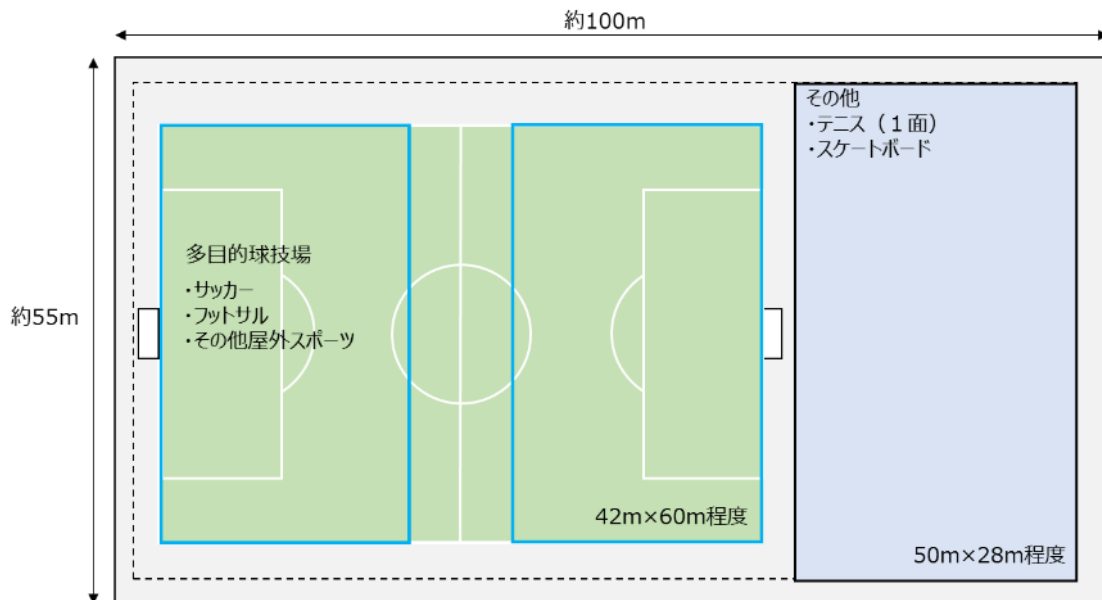 約100m
約55m
多目的球技場
・サッカー
・フットサル
・その他屋外スポーツ
42m×60m程度
その他
・テニス（１面）
・スケートボード
50m×28m程度